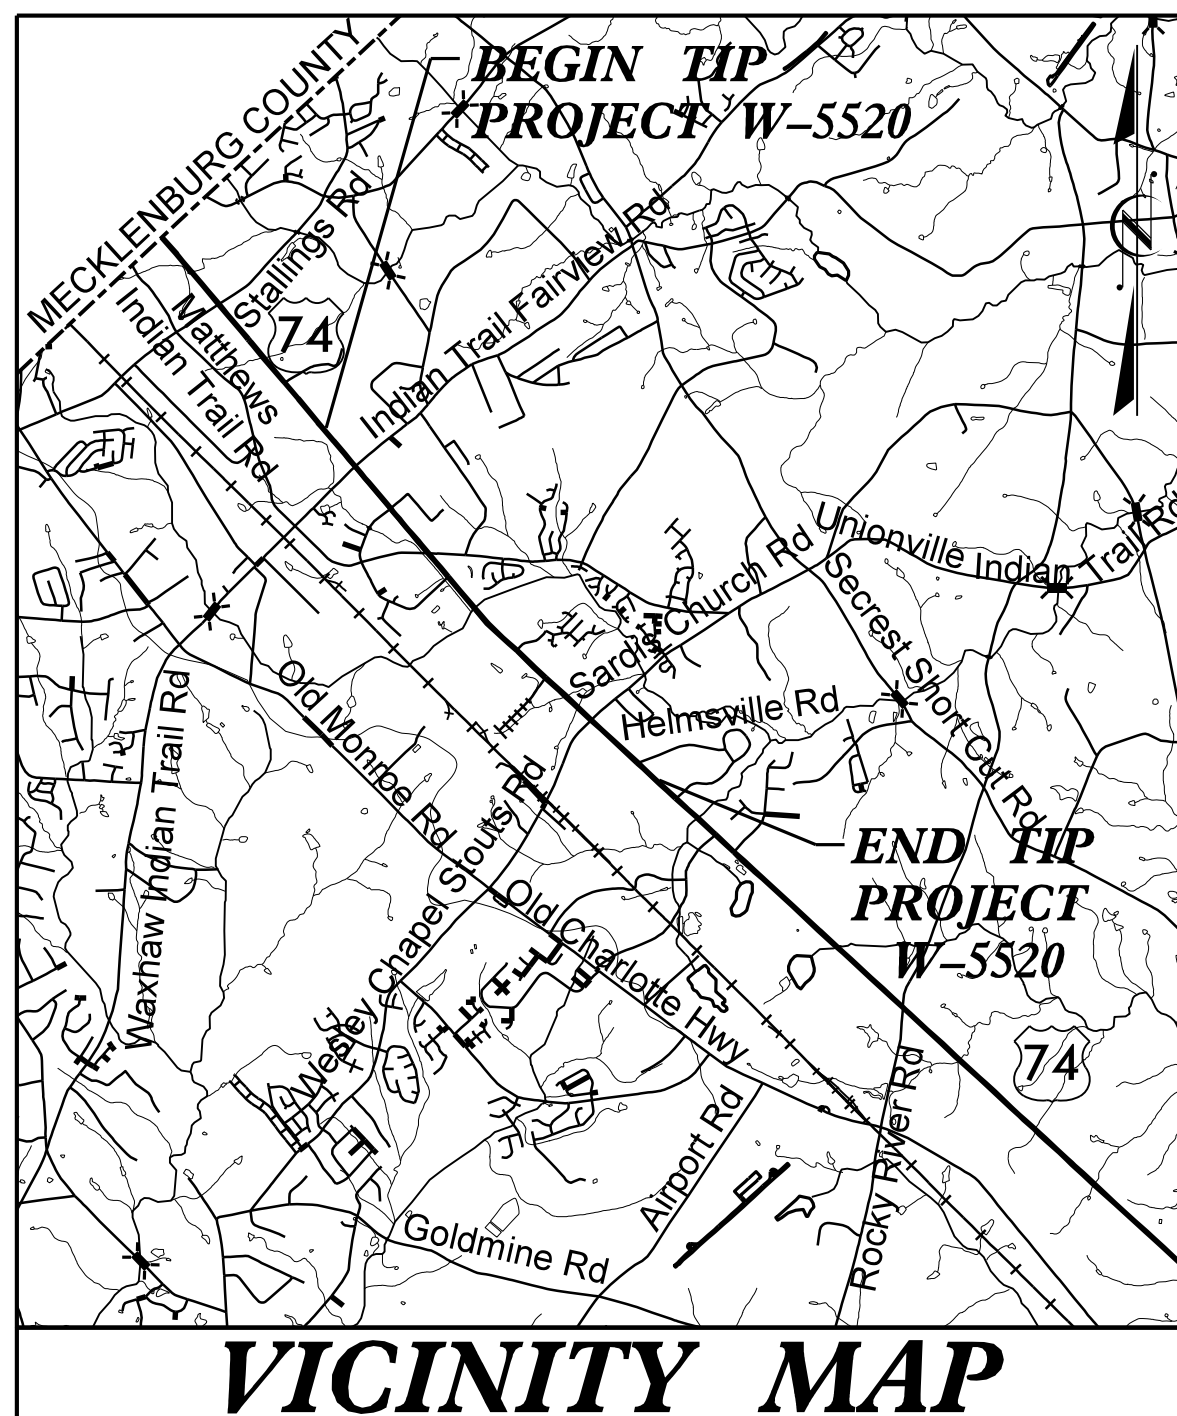 MECKLENBURG COUNTY
BEGIN TIP
PROJECT W–5520
Stallings Rd
Indian Trail Fairview Rd
74
Matthews
Indian Trail Rd
Unionville Indian Trail Rd
Sardis Church Rd
Secrest Short Cut Rd
Helmsville Rd
Old Monroe Rd
Waxhaw Indian Trail Rd
Wesley Chapel Stouts Rd
END TIP
PROJECT
W–5520
Old Charlotte Hwy
74
Airport Rd
Rocky River Rd
Goldmine Rd
VICINITY MAP